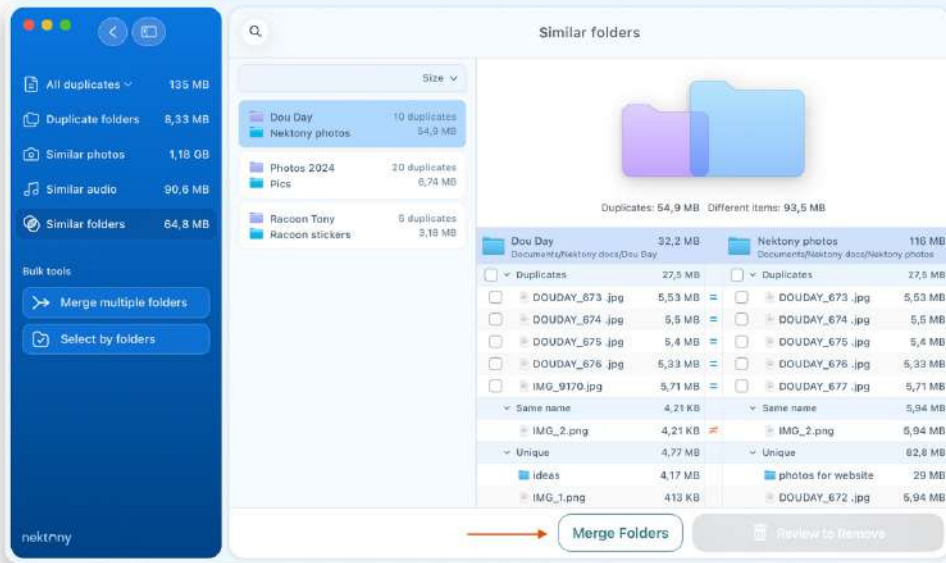 Similar folders
All duplicates 135 MB
Duplicate folders 8,33 MB
Similar photos 1,18 GB
Similar audio 90,6 MB
Similar folders 64,8 MB
Bulk tools
Merge multiple folders
Select by folders
nektony
Size
Dou Day 10 duplicates
Nektony photos 54,9 MB
Photos 2024 20 duplicates
Pics 6,74 MB
Racoon Tony 5 duplicates
Racoon stickers 3,18 MB
Duplicates: 54,9 MB Different items: 93,5 MB
Dou Day 32,2 MB Nektony photos 116 MB
Documents/Nektony docs/Dou Day Documents/Nektony docs/Nektony photos
Duplicates 27,5 MB Duplicates 27,5 MB
DOUDAY_673 .jpg 5,53 MB = DOUDAY_673 .jpg 5,53 MB
DOUDAY_674 .jpg 5,5 MB = DOUDAY_674 .jpg 5,5 MB
DOUDAY_675 .jpg 5,4 MB = DOUDAY_675 .jpg 5,4 MB
DOUDAY_676 .jpg 5,33 MB = DOUDAY_676 .jpg 5,33 MB
IMG_9170.jpg 5,71 MB = DOUDAY_677 .jpg 5,71 MB
Same name 4,21 KB Same name 5,94 MB
IMG_2.png 4,21 KB ≠ IMG_2.png 5,94 MB
Unique 4,77 MB Unique 82,8 MB
ideas 4,17 MB photos for website 29 MB
IMG_1.png 413 KB DOUDAY_672 .jpg 5,94 MB
Merge Folders Review to Remove